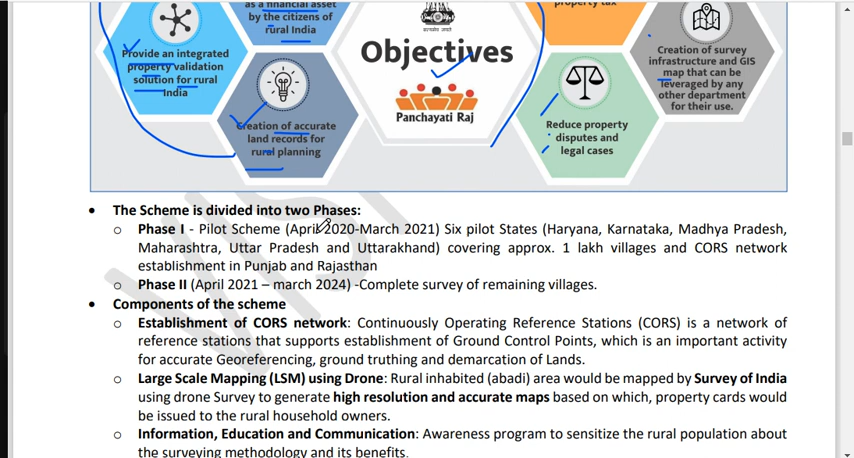 as a financial asset
by the citizens of
rural India
property tax
Provide an integrated
property validation
solution for rural
India
Objectives
Panchayati Raj
Creation of survey
infrastructure and GIS
map that can be
leveraged by any
other department
for their use.
Creation of accurate
land records for
rural planning
Reduce property
disputes and
legal cases
• The Scheme is divided into two Phases:
o Phase I - Pilot Scheme (April 2020-March 2021) Six pilot States (Haryana, Karnataka, Madhya Pradesh,
Maharashtra, Uttar Pradesh and Uttarakhand) covering approx. 1 lakh villages and CORS network
establishment in Punjab and Rajasthan
o Phase II (April 2021 – march 2024) -Complete survey of remaining villages.
• Components of the scheme
o Establishment of CORS network: Continuously Operating Reference Stations (CORS) is a network of
reference stations that supports establishment of Ground Control Points, which is an important activity
for accurate Georeferencing, ground truthing and demarcation of Lands.
o Large Scale Mapping (LSM) using Drone: Rural inhabited (abadi) area would be mapped by Survey of India
using drone Survey to generate high resolution and accurate maps based on which, property cards would
be issued to the rural household owners.
o Information, Education and Communication: Awareness program to sensitize the rural population about
the surveying methodology and its benefits.